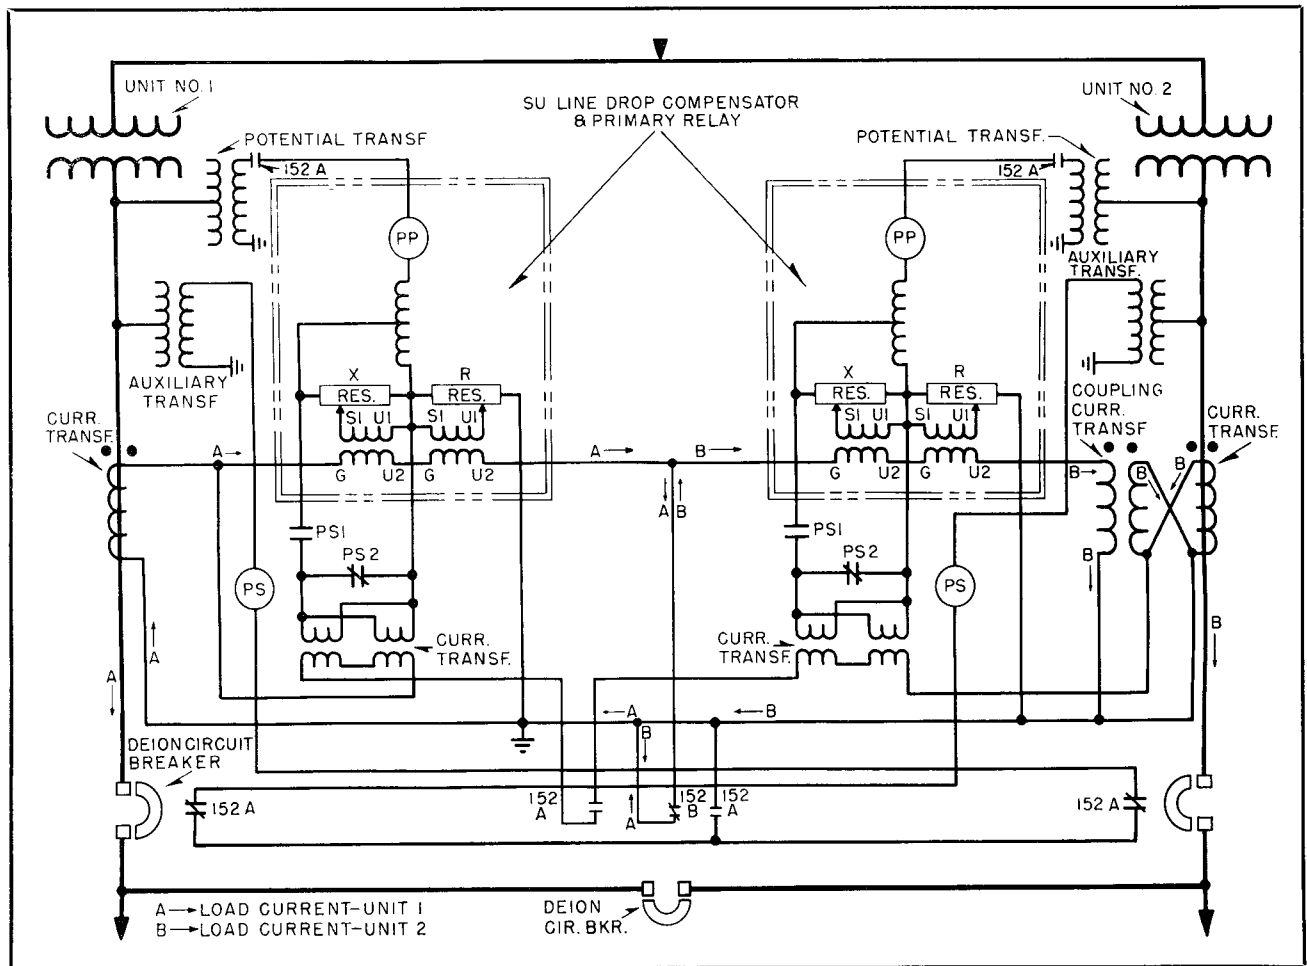 UNIT NO. 1
UNIT NO. 2
SU LINE DROP COMPENSATOR
& PRIMARY RELAY
POTENTIAL TRANSF.
POTENTIAL TRANSF.
152 A
152 A
PP
PP
AUXILIARY
TRANSF.
AUXILIARY
TRANSF
X
R
RES.
RES.
S1 U1
S1 U1
X
R
RES.
RES.
S1 U1
S1 U1
COUPLING
CURR.
TRANSF
CURR.
TRANSF.
CURR.
TRANSF.
A
A
B
B
B
B
G
U2
G
U2
G
U2
G
U2
A
B
PS1
PS1
PS2
PS2
PS
PS
B
B
A
A
CURR.
TRANSF.
CURR.
TRANSF.
A
B
B
DEION CIRCUIT
BREAKER
152 A
152
A
A
152
B
152
A
152 A
A→LOAD CURRENT-UNIT 1
B→LOAD CURRENT-UNIT 2
DEION
CIR. BKR.